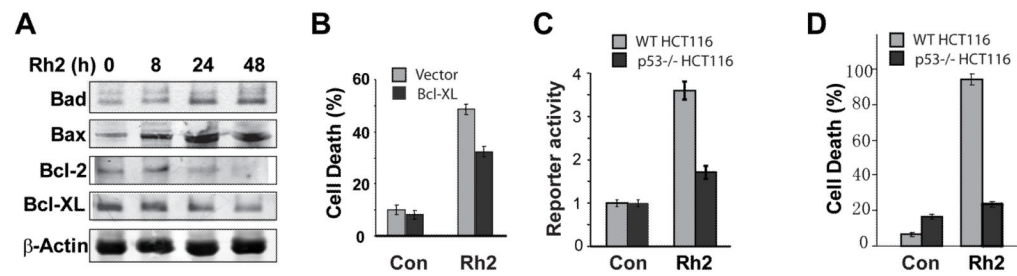 A
Rh2 (h) 0 8 24 48
Bad
Bax
Bcl-2
Bcl-XL
β-Actin
B
Vector
Bcl-XL
Cell Death (%)
60
40
20
0
Con Rh2
C
WT HCT116
p53-/- HCT116
Reporter activity
4
3
2
1
0
Con Rh2
D
WT HCT116
p53-/- HCT116
Cell Death (%)
100
80
60
40
20
0
Con Rh2